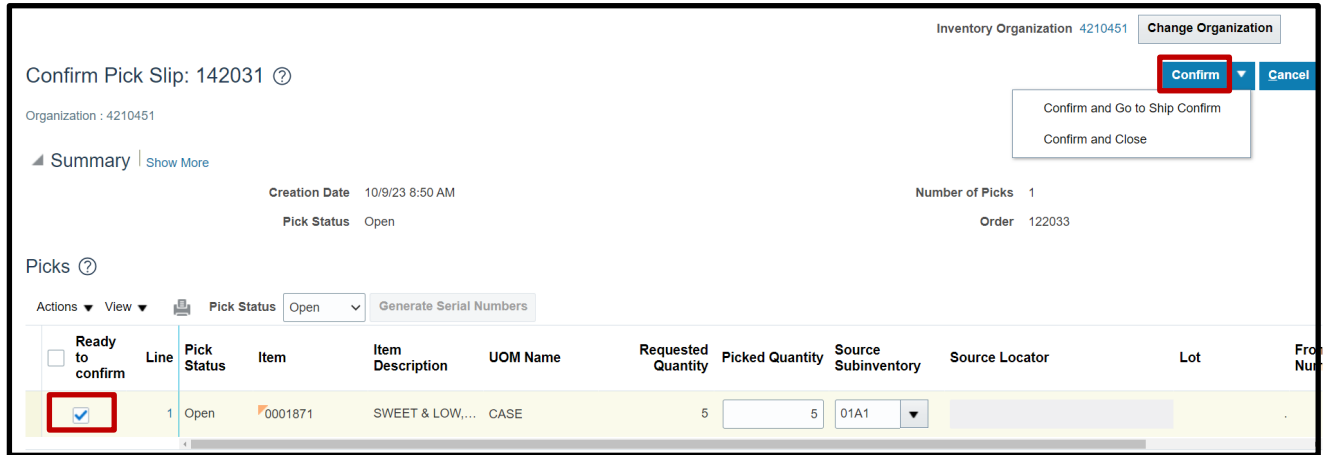 Inventory Organization 4210451 Change Organization
Confirm Pick Slip: 142031
Confirm Cancel
Organization : 4210451
Confirm and Go to Ship Confirm
Confirm and Close
Summary Show More
Creation Date 10/9/23 8:50 AM Number of Picks 1
Pick Status Open Order 122033
Picks
Actions View Pick Status Open Generate Serial Numbers
Ready to confirm Line Pick Status Item Item Description UOM Name Requested Quantity Picked Quantity Source Subinventory Source Locator Lot
1 Open 0001871 SWEET & LOW,... CASE 5 5 01A1